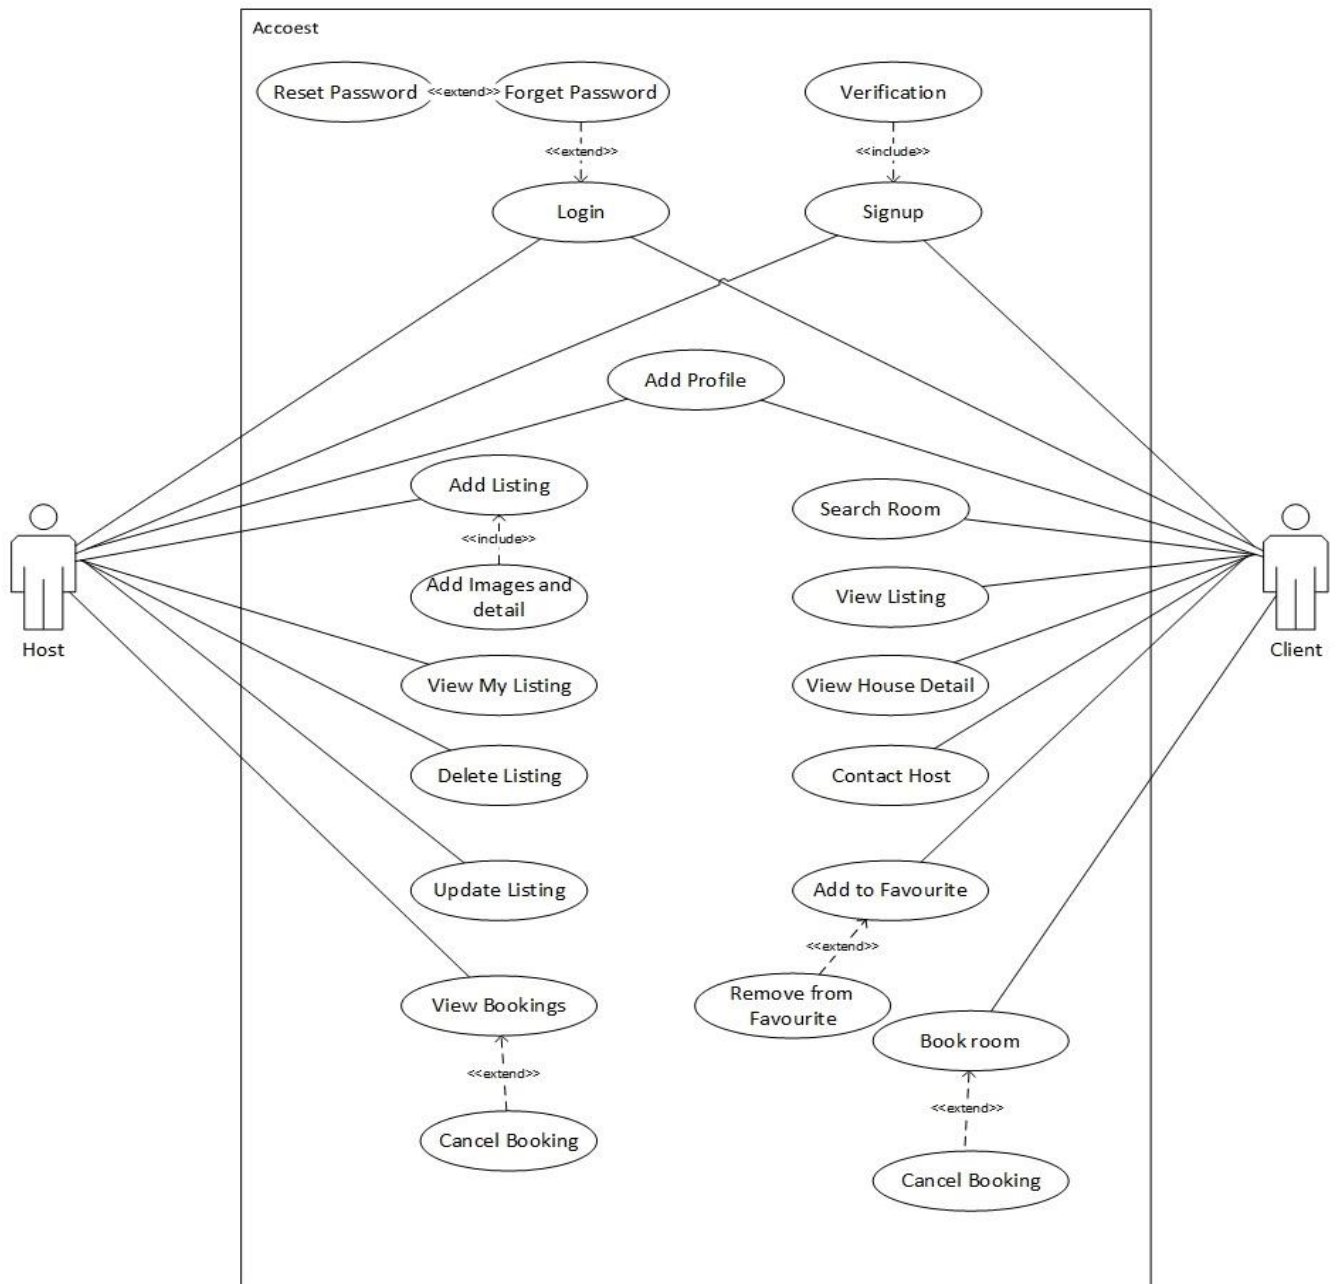 Accoest
Reset Password
<<extend>>
Forget Password
Verification
<<extend>>
<<include>>
Login
Signup
Add Profile
Add Listing
Search Room
<<include>>
Add Images and
detail
View Listing
Host
Client
View My Listing
View House Detail
Delete Listing
Contact Host
Update Listing
Add to Favourite
<<extend>>
View Bookings
Remove from
Favourite
Book room
<<extend>>
<<extend>>
Cancel Booking
Cancel Booking